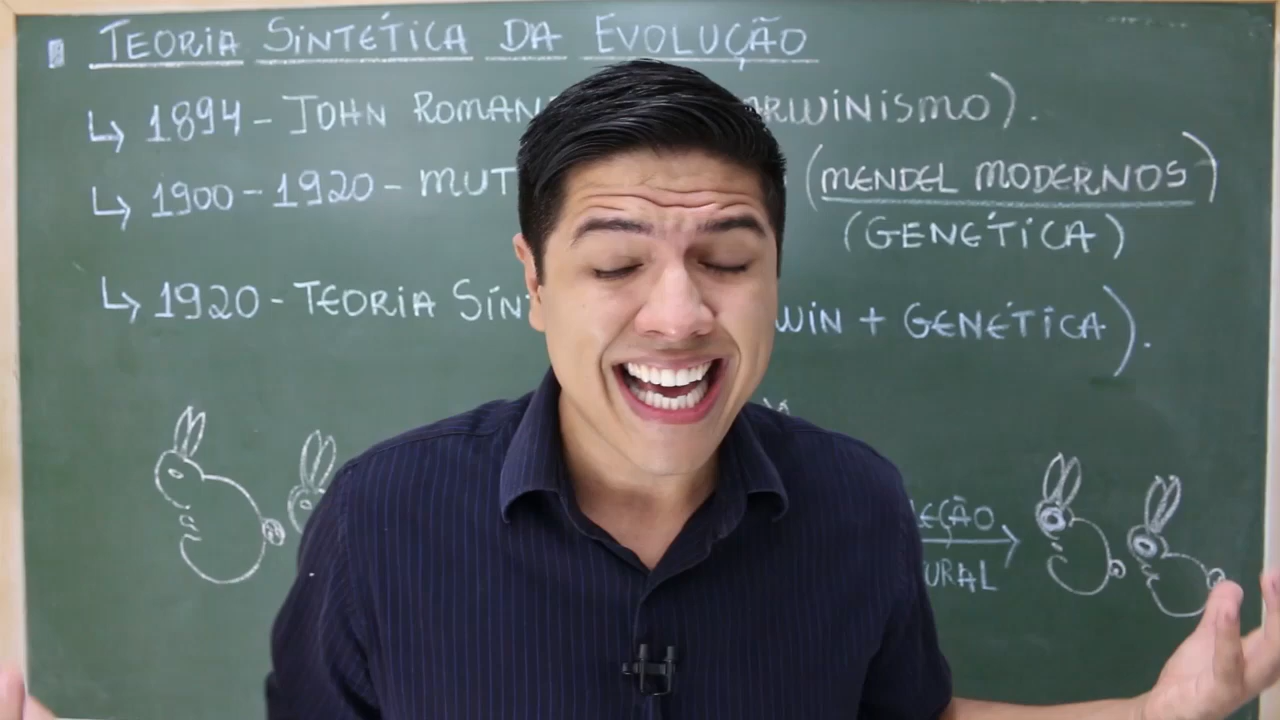 TEORIA SINTÉTICA DA EVOLUÇÃO
↳ 1894 - JOHN ROMAN ARWINISMO).
↳ 1900 - 1920 - MUT (MENDEL MODERNOS)
(GENÉTICA)
↳ 1920 - TEORIA SÍN WIN + GENÉTICA).
EÇÃO
URAL